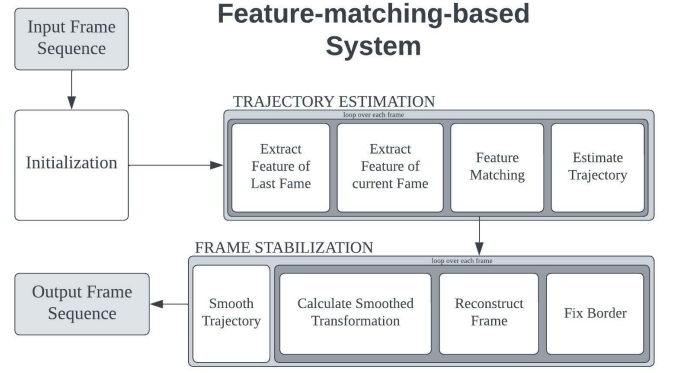 Feature-matching-based
System
Input Frame
Sequence
Initialization
TRAJECTORY ESTIMATION
loop over each frame
Extract
Feature of
Last Fame
Extract
Feature of
current Fame
Feature
Matching
Estimate
Trajectory
FRAME STABILIZATION
loop over each frame
Smooth
Trajectory
Calculate Smoothed
Transformation
Reconstruct
Frame
Fix Border
Output Frame
Sequence